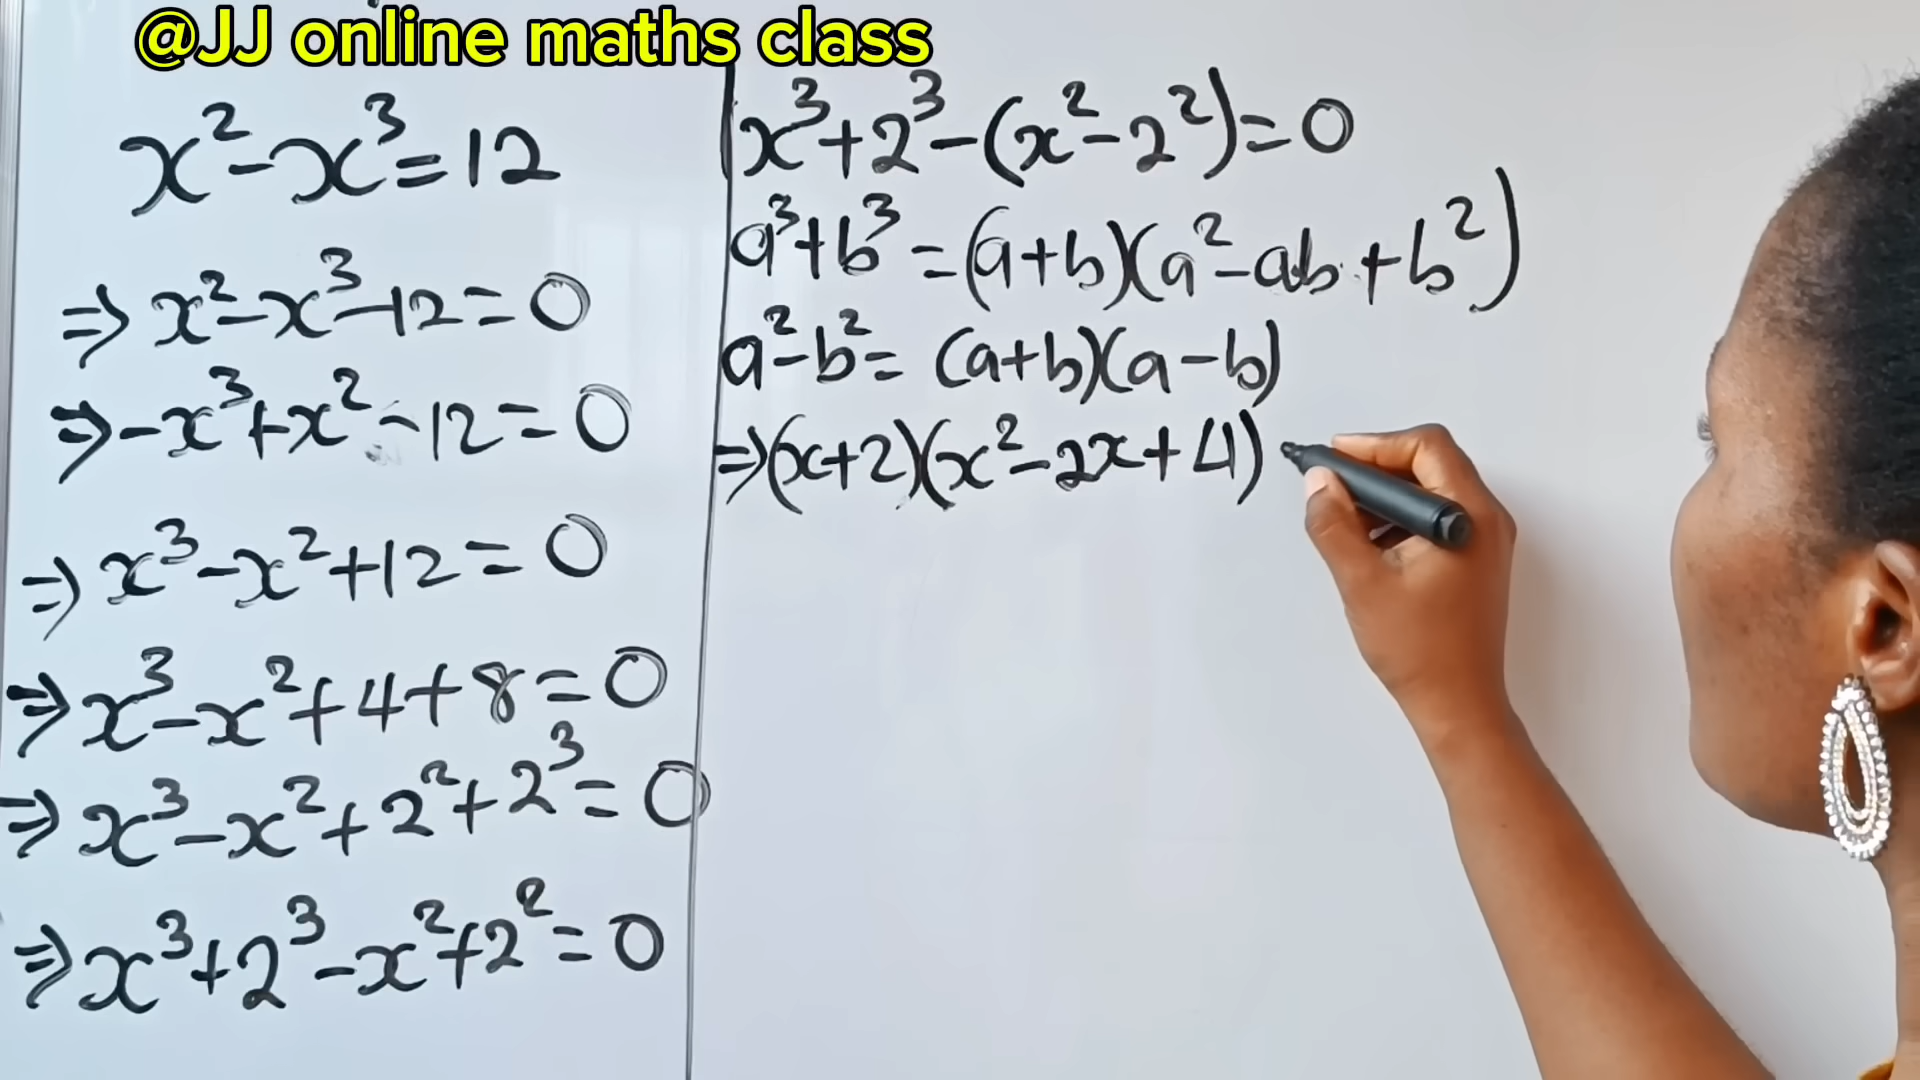 @JJ online maths class
x²-x³=12
⇒x²-x³-12=0
⇒-x³+x²-12=0
⇒x³-x²+12=0
⇒x³-x²+4+8=0
⇒x³-x²+2²+2³=0
⇒x³+2³-x²+2²=0
x³+2³-(x²-2²)=0
a³+b³=(a+b)(a²-ab+b²)
a²-b²=(a+b)(a-b)
⇒(x+2)(x²-2x+4)